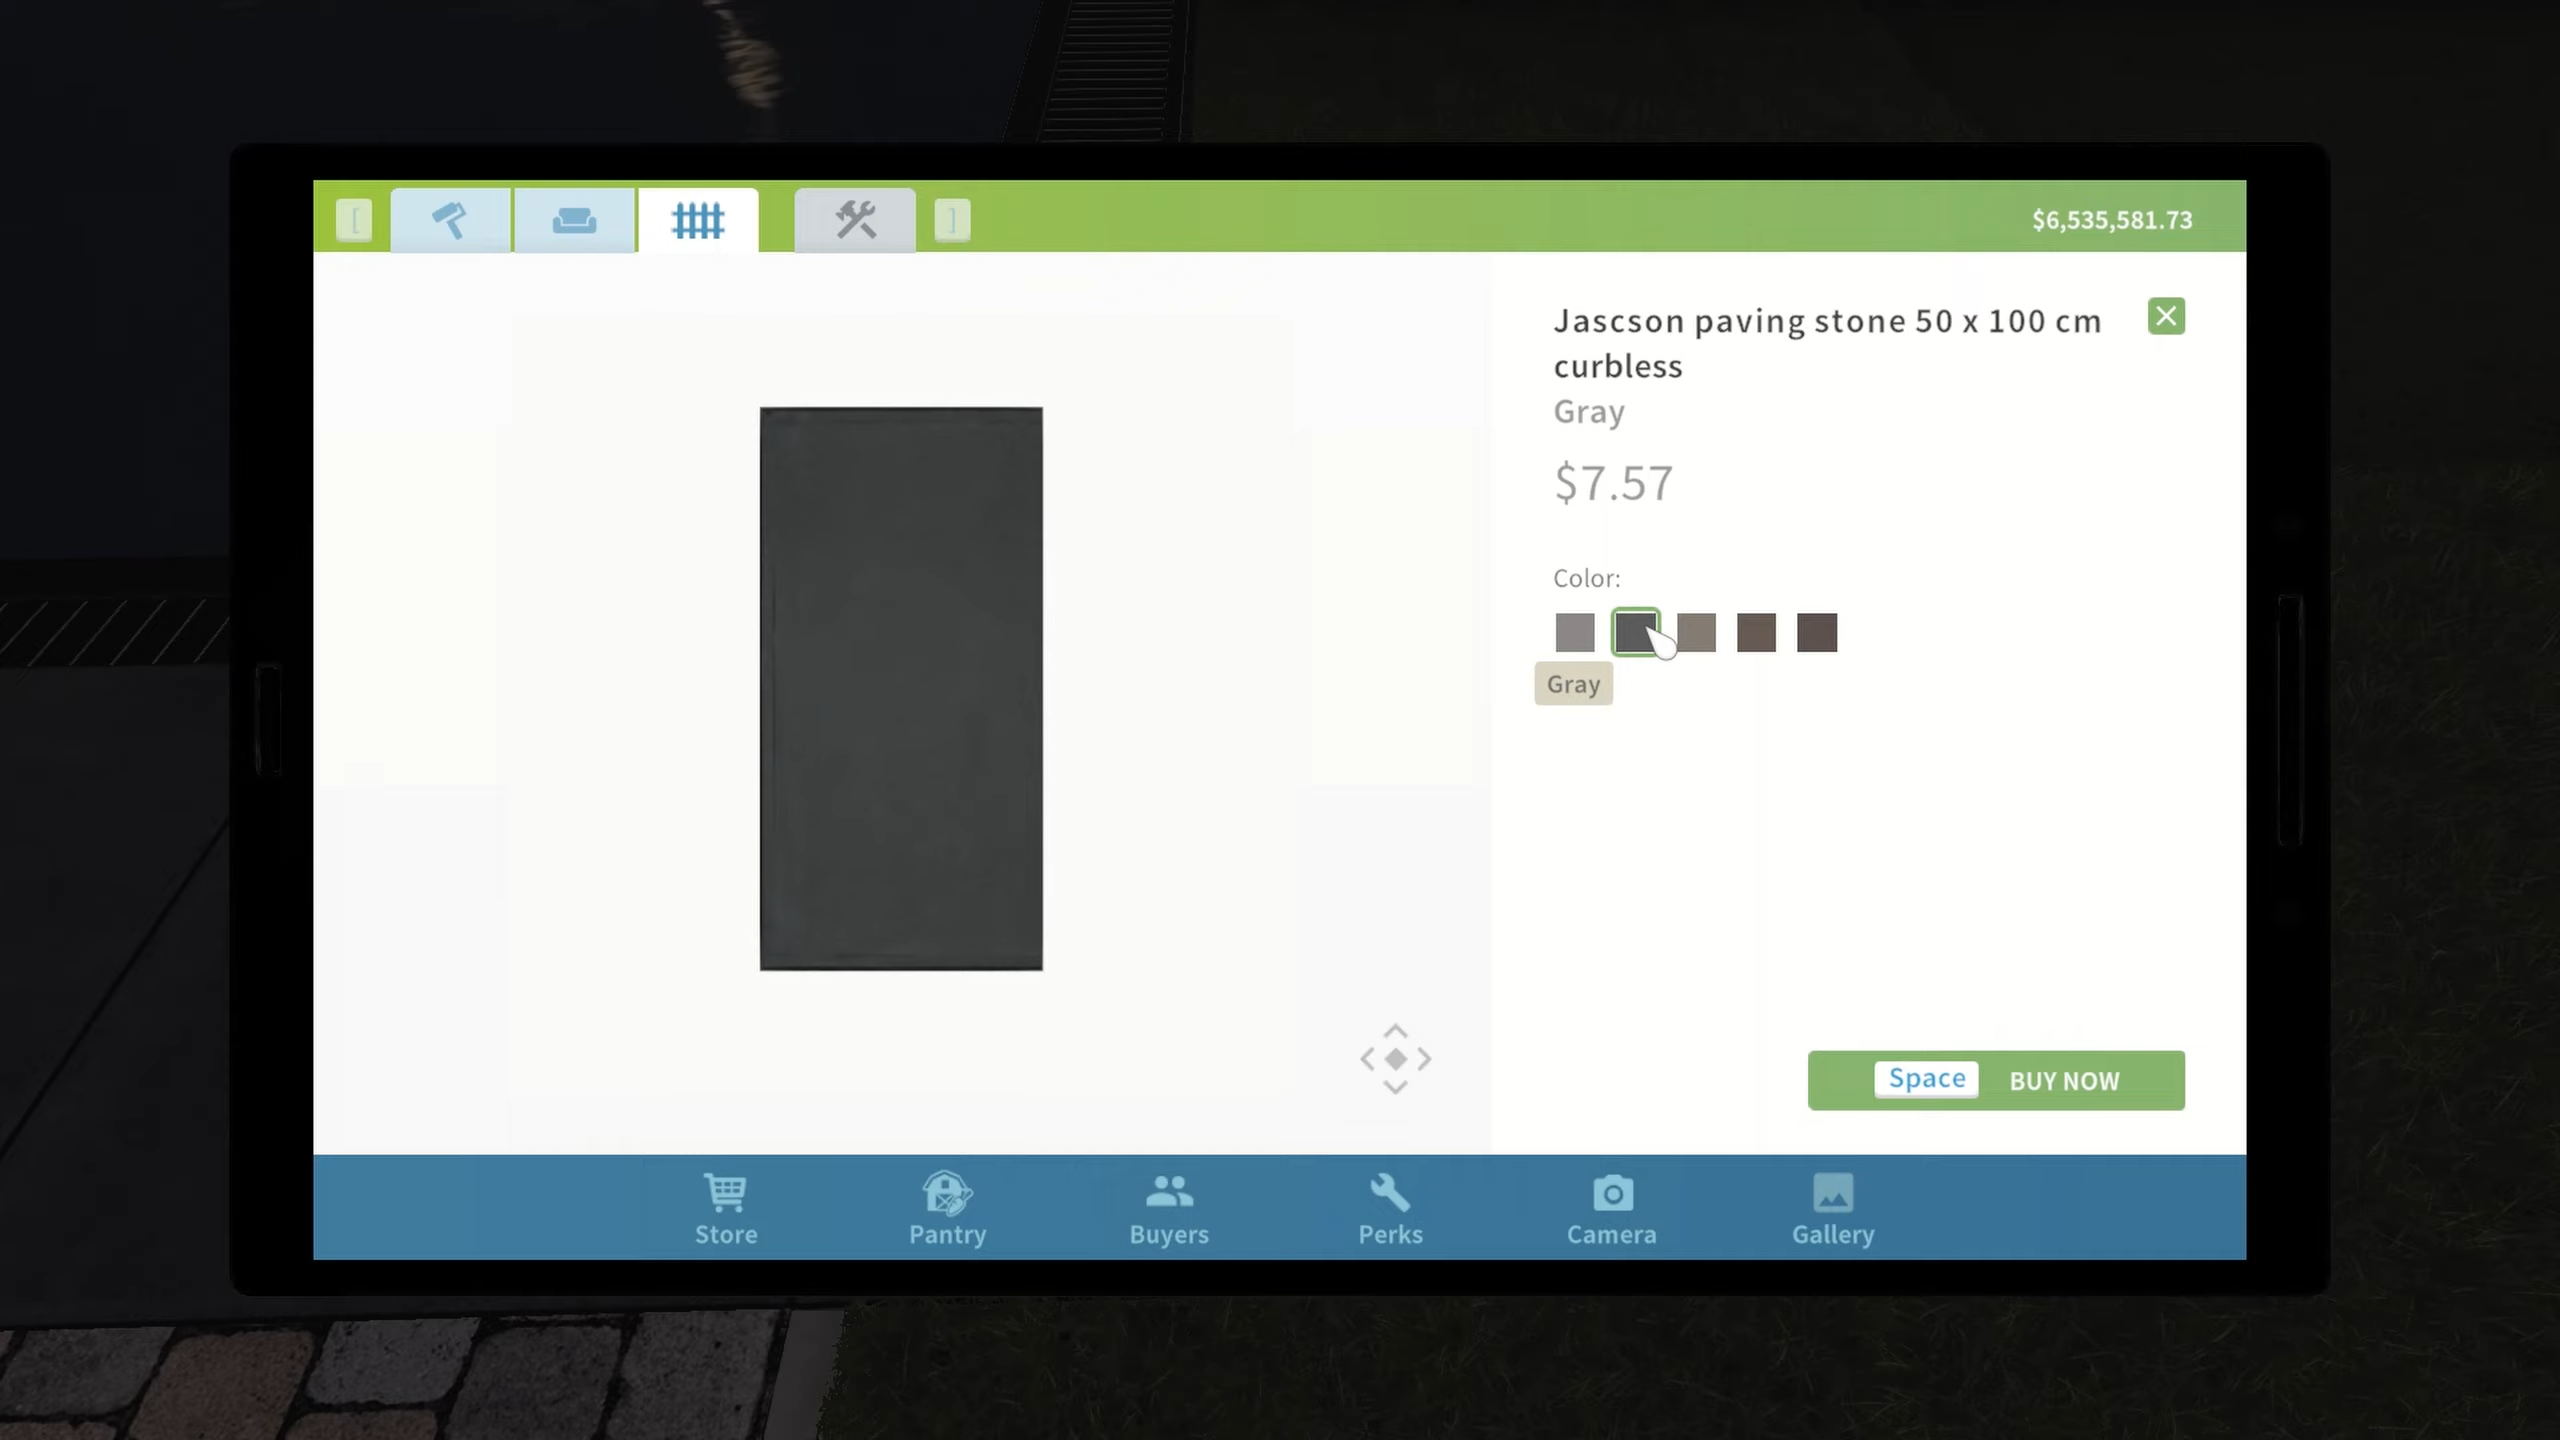 [
]
$6,535,581.73
Jascson paving stone 50 x 100 cm
curbless
Gray
$7.57
Color:
Gray
Space BUY NOW
Store Pantry Buyers Perks Camera Gallery